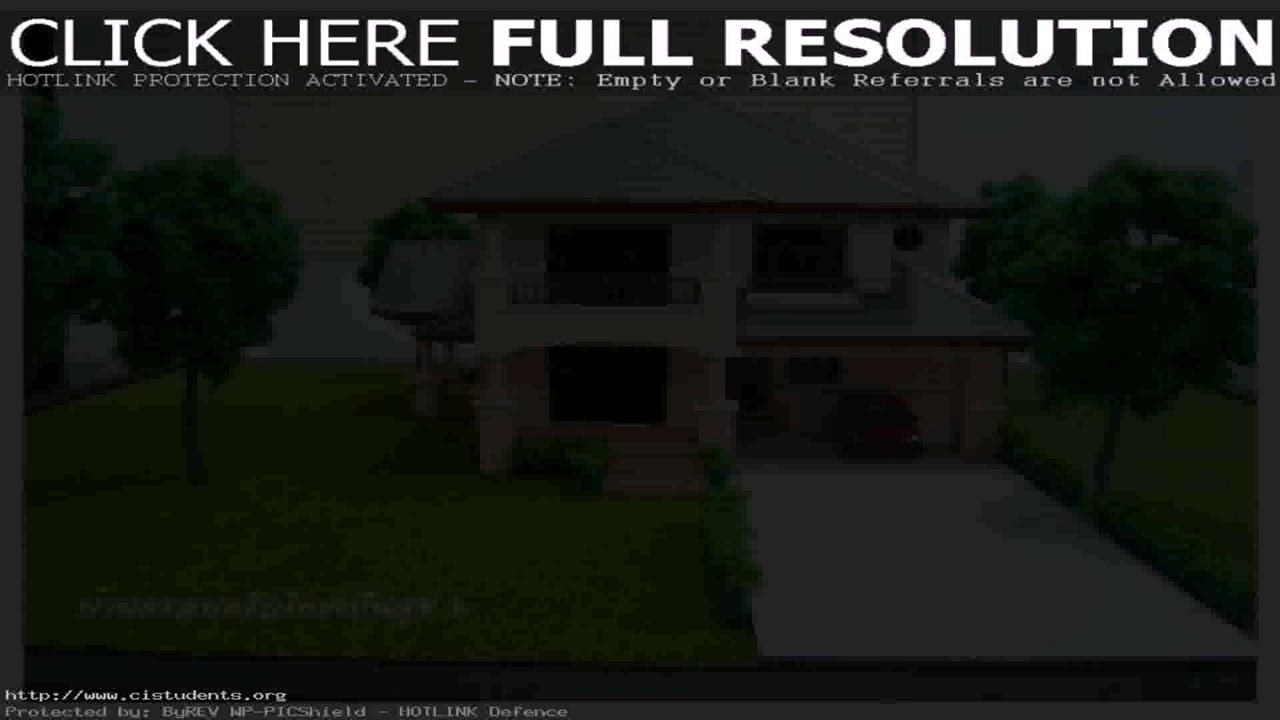 CLICK HERE FULL RESOLUTION
HOTLINK PROTECTION ACTIVATED - NOTE: Empty or Blank Referrals are not Allowed
http://www.cistudents.org
Protected by: ByREV WP-PICShield - HOTLINK Defence